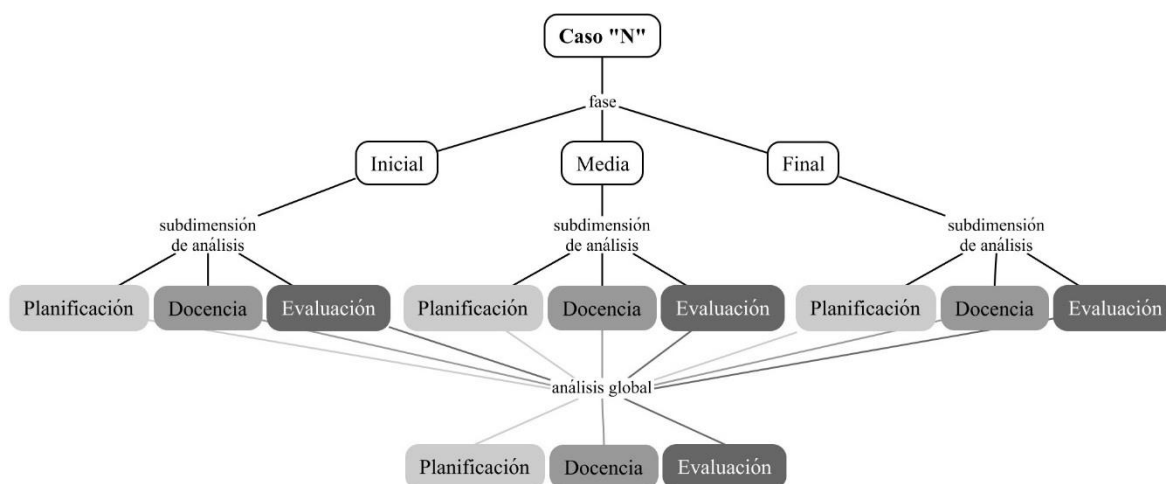 Caso "N"
fase
Inicial
Media
Final
subdimensión
de análisis
subdimensión
de análisis
subdimensión
de análisis
Planificación
Docencia
Evaluación
Planificación
Docencia
Evaluación
Planificación
Docencia
Evaluación
análisis global
Planificación
Docencia
Evaluación